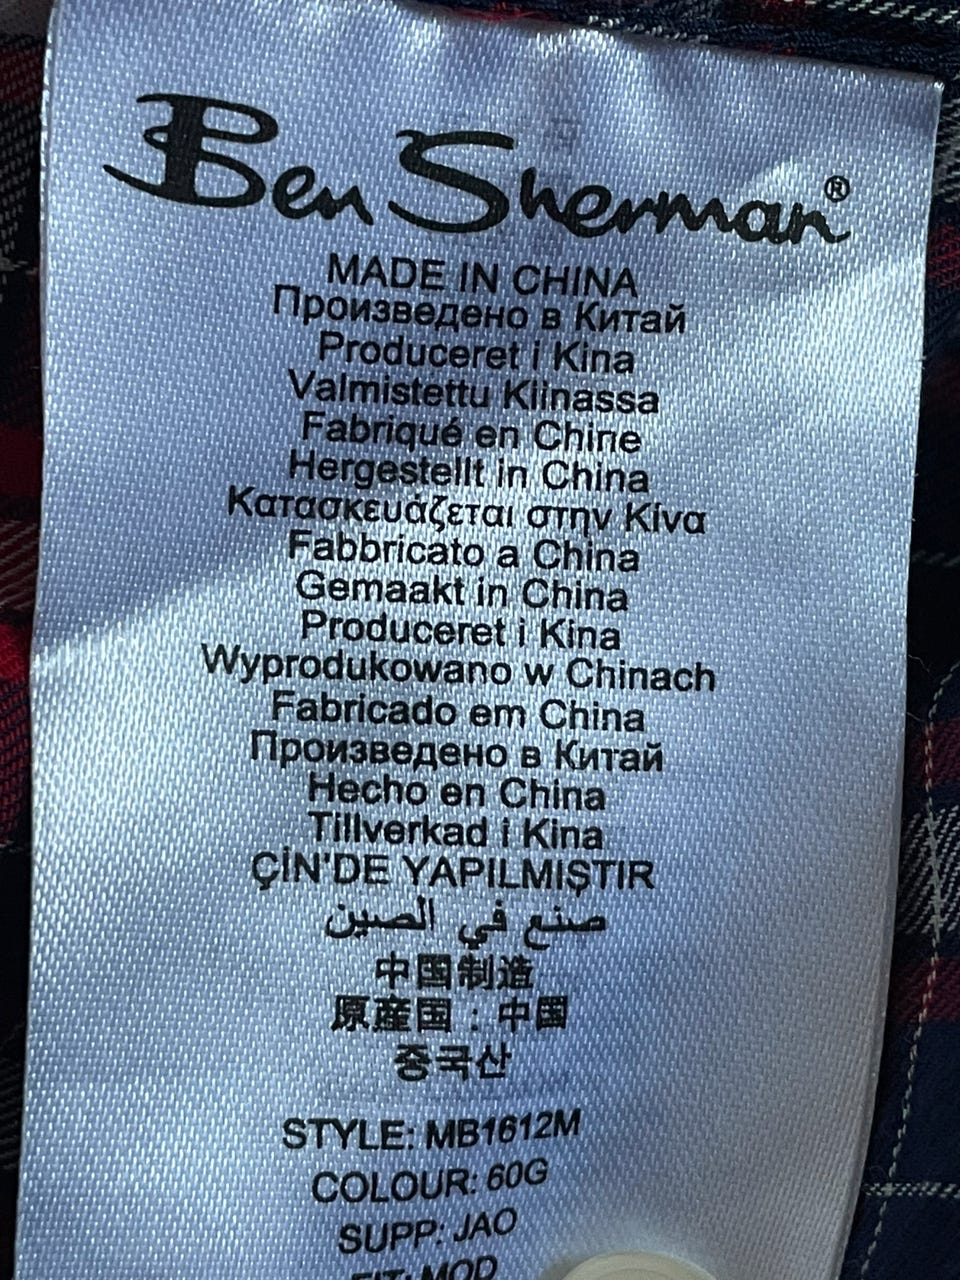 Ben Sherman®
MADE IN CHINA
Произведено в Китай
Produceret i Kina
Valmistettu Kiinassa
Fabriqué en Chine
Hergestellt in China
Κατασκευάζεται στην Κίνα
Fabbricato a China
Gemaakt in China
Produceret i Kina
Wyprodukowano w Chinach
Fabricado em China
Произведено в Китай
Hecho en China
Tillverkad i Kina
ÇİN'DE YAPILMIŞTIR
صنع في الصين
中国制造
原産国：中国
중국산
STYLE: MB1612M
COLOUR: 60G
SUPP: JAO
FIT: MOD